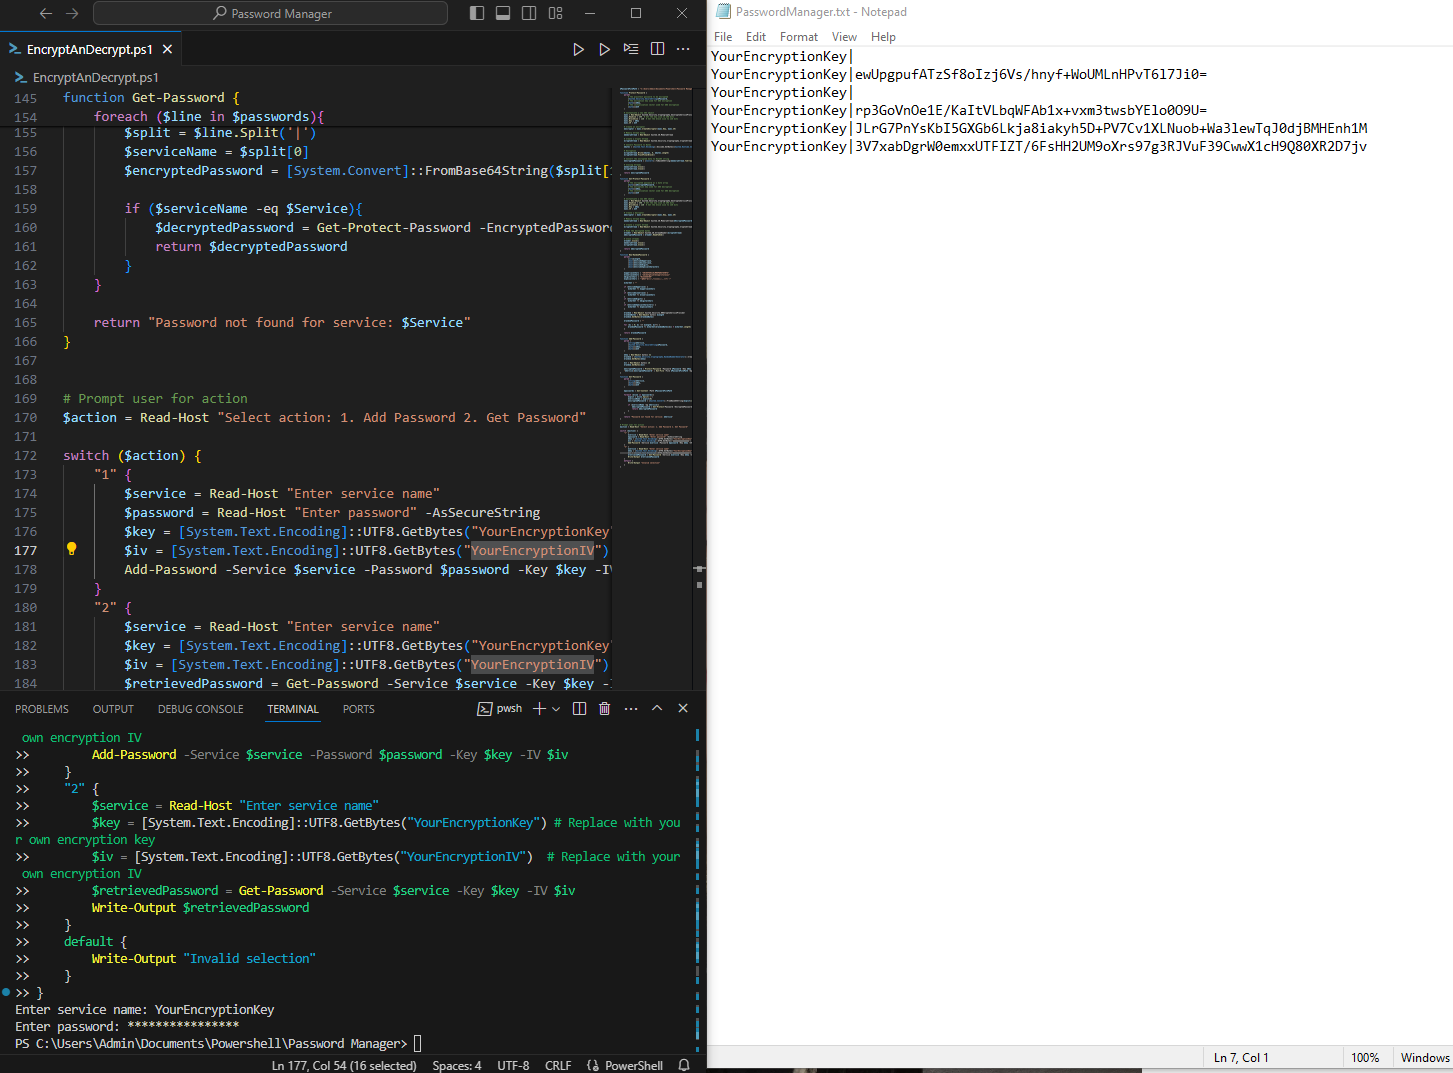 Password Manager
EncryptAnDecrypt.ps1
EncryptAnDecrypt.ps1
145 function Get-Password {
154 foreach ($line in $passwords){
155 $split = $line.Split('|')
156 $serviceName = $split[0]
157 $encryptedPassword = [System.Convert]::FromBase64String($split[
158
159 if ($serviceName -eq $Service){
160 $decryptedPassword = Get-Protect-Password -EncryptedPasswor
161 return $decryptedPassword
162 }
163 }
164
165 return "Password not found for service: $Service"
166 }
167
168
169 # Prompt user for action
170 $action = Read-Host "Select action: 1. Add Password 2. Get Password"
171
172 switch ($action) {
173 "1" {
174 $service = Read-Host "Enter service name"
175 $password = Read-Host "Enter password" -AsSecureString
176 $key = [System.Text.Encoding]::UTF8.GetBytes("YourEncryptionKey
177 $iv = [System.Text.Encoding]::UTF8.GetBytes("YourEncryptionIV")
178 Add-Password -Service $service -Password $password -Key $key -I
179 }
180 "2" {
181 $service = Read-Host "Enter service name"
182 $key = [System.Text.Encoding]::UTF8.GetBytes("YourEncryptionKey
183 $iv = [System.Text.Encoding]::UTF8.GetBytes("YourEncryptionIV")
184 $retrievedPassword = Get-Password -Service $service -Key $key -
PROBLEMS OUTPUT DEBUG CONSOLE TERMINAL PORTS pwsh
own encryption IV
>> Add-Password -Service $service -Password $password -Key $key -IV $iv
>> }
>> "2" {
>> $service = Read-Host "Enter service name"
>> $key = [System.Text.Encoding]::UTF8.GetBytes("YourEncryptionKey") # Replace with you
r own encryption key
>> $iv = [System.Text.Encoding]::UTF8.GetBytes("YourEncryptionIV") # Replace with your
own encryption IV
>> $retrievedPassword = Get-Password -Service $service -Key $key -IV $iv
>> Write-Output $retrievedPassword
>> }
>> default {
>> Write-Output "Invalid selection"
>> }
>> }
Enter service name: YourEncryptionKey
Enter password: ****************
PS C:\Users\Admin\Documents\Powershell\Password Manager>
Ln 177, Col 54 (16 selected) Spaces: 4 UTF-8 CRLF PowerShell
PasswordManager.txt - Notepad
File Edit Format View Help
YourEncryptionKey|
YourEncryptionKey|ewUpgpufATzSf8oIzj6Vs/hnyf+WoUMLnHPvT6l7Ji0=
YourEncryptionKey|
YourEncryptionKey|rp3GoVnOe1E/KaItVLbqWFAb1x+vxm3twsbYElo0O9U=
YourEncryptionKey|JLrG7PnYsKbI5GXGb6Lkja8iakyh5D+PV7Cv1XLNuob+Wa3lewTqJ0djBMHEnh1M
YourEncryptionKey|3V7xabDgrW0emxxUTFIZT/6FsHH2UM9oXrs97g3RJVuF39CwwX1cH9Q80XR2D7jv
Ln 7, Col 1 100% Windows